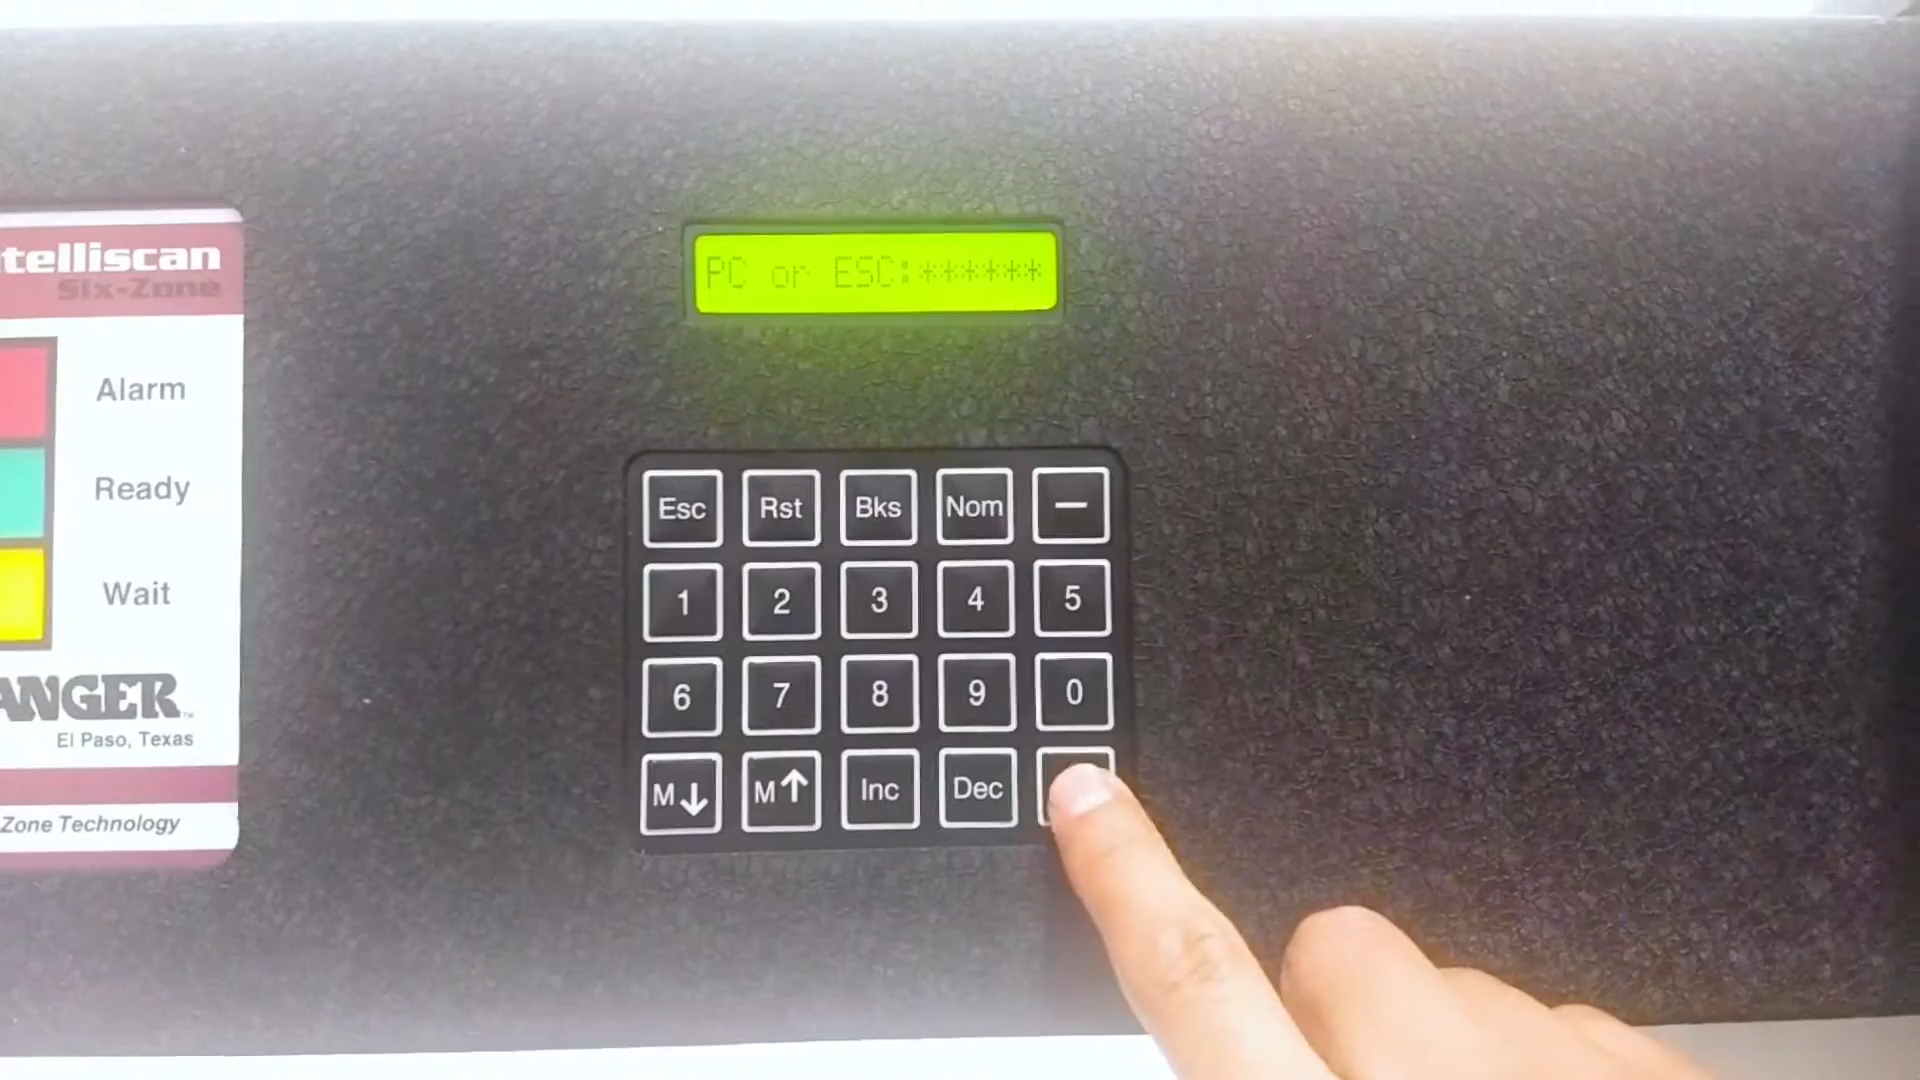 telliscan
Six-Zone
Alarm
Ready
Wait
ANGER™
El Paso, Texas
Zone Technology
PC or ESC:******
Esc Rst Bks Nom —
1 2 3 4 5
6 7 8 9 0
M↓ M↑ Inc Dec